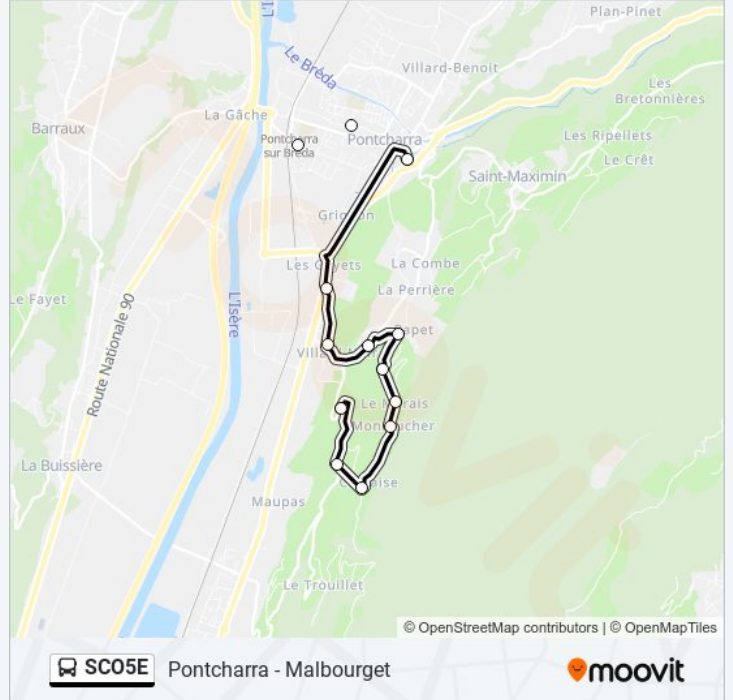 L'I
Plan-Pinet
Le Bréda
Villard-Benoit
Les
Bretonnières
La Gâche
Barraux
Pontcharra
Pontcharra
sur Bréda
Les Ripellets
Le Crêt
Saint-Maximin
Grignon
Les Gayets
La Combe
La Perrière
Le Fayet
L'Isère
Route Nationale 90
Papet
Le Marais
Montfoucher
La Buissière
Maupas
Le Trouillet
© OpenStreetMap contributors | © OpenMapTiles
SCO5E
Pontcharra - Malbourget
moovit